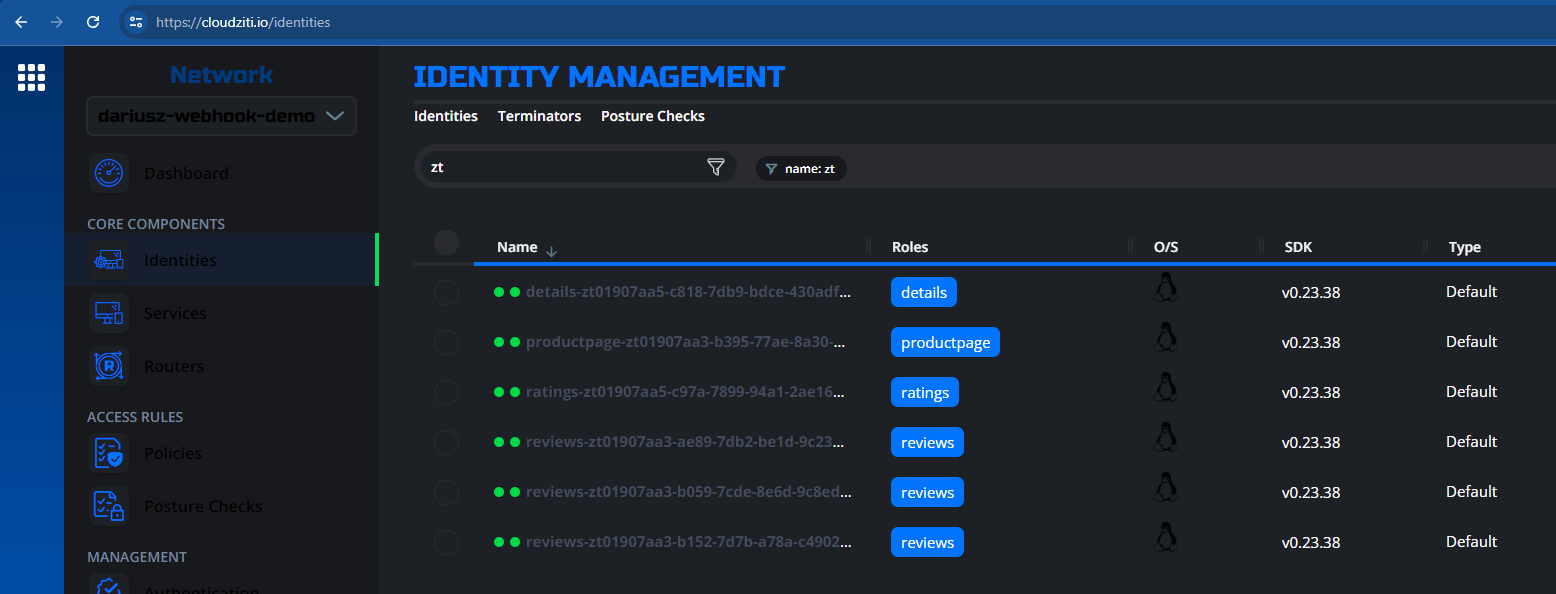 https://cloudziti.io/identities
Network
dariusz-webhook-demo
Dashboard
CORE COMPONENTS
Identities
Services
Routers
ACCESS RULES
Policies
Posture Checks
MANAGEMENT
Authentication
IDENTITY MANAGEMENT
Identities Terminators Posture Checks
zt name: zt
Name Roles O/S SDK Type
details-zt01907aa5-c818-7db9-bdce-430adf... details v0.23.38 Default
productpage-zt01907aa3-b395-77ae-8a30-... productpage v0.23.38 Default
ratings-zt01907aa5-c97a-7899-94a1-2ae16... ratings v0.23.38 Default
reviews-zt01907aa3-ae89-7db2-be1d-9c23... reviews v0.23.38 Default
reviews-zt01907aa3-b059-7cde-8e6d-9c8ed... reviews v0.23.38 Default
reviews-zt01907aa3-b152-7d7b-a78a-c4902... reviews v0.23.38 Default